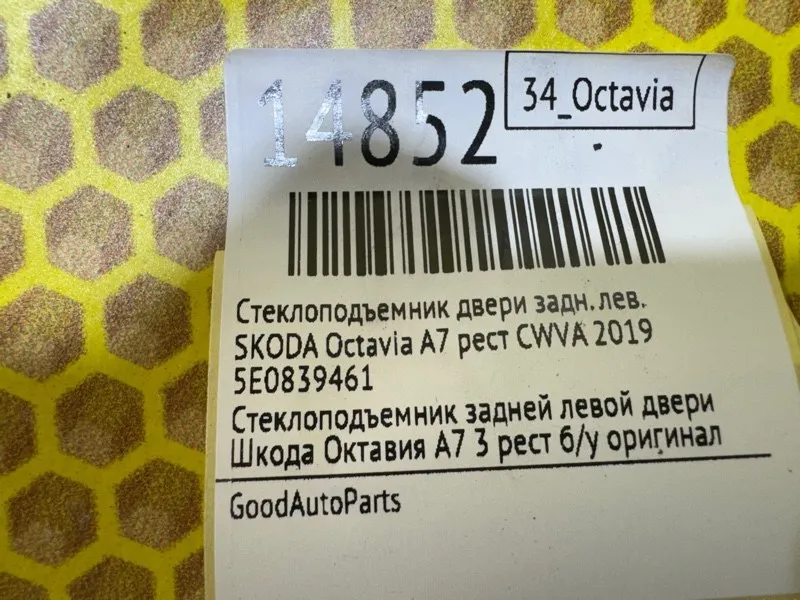 14852
34_Octavia
Стеклоподъемник двери задн. лев.
SKODA Octavia A7 рест CWVA 2019
5E0839461
Стеклоподъемник задней левой двери
Шкода Октавия А7 3 рест б/у оригинал
GoodAutoParts